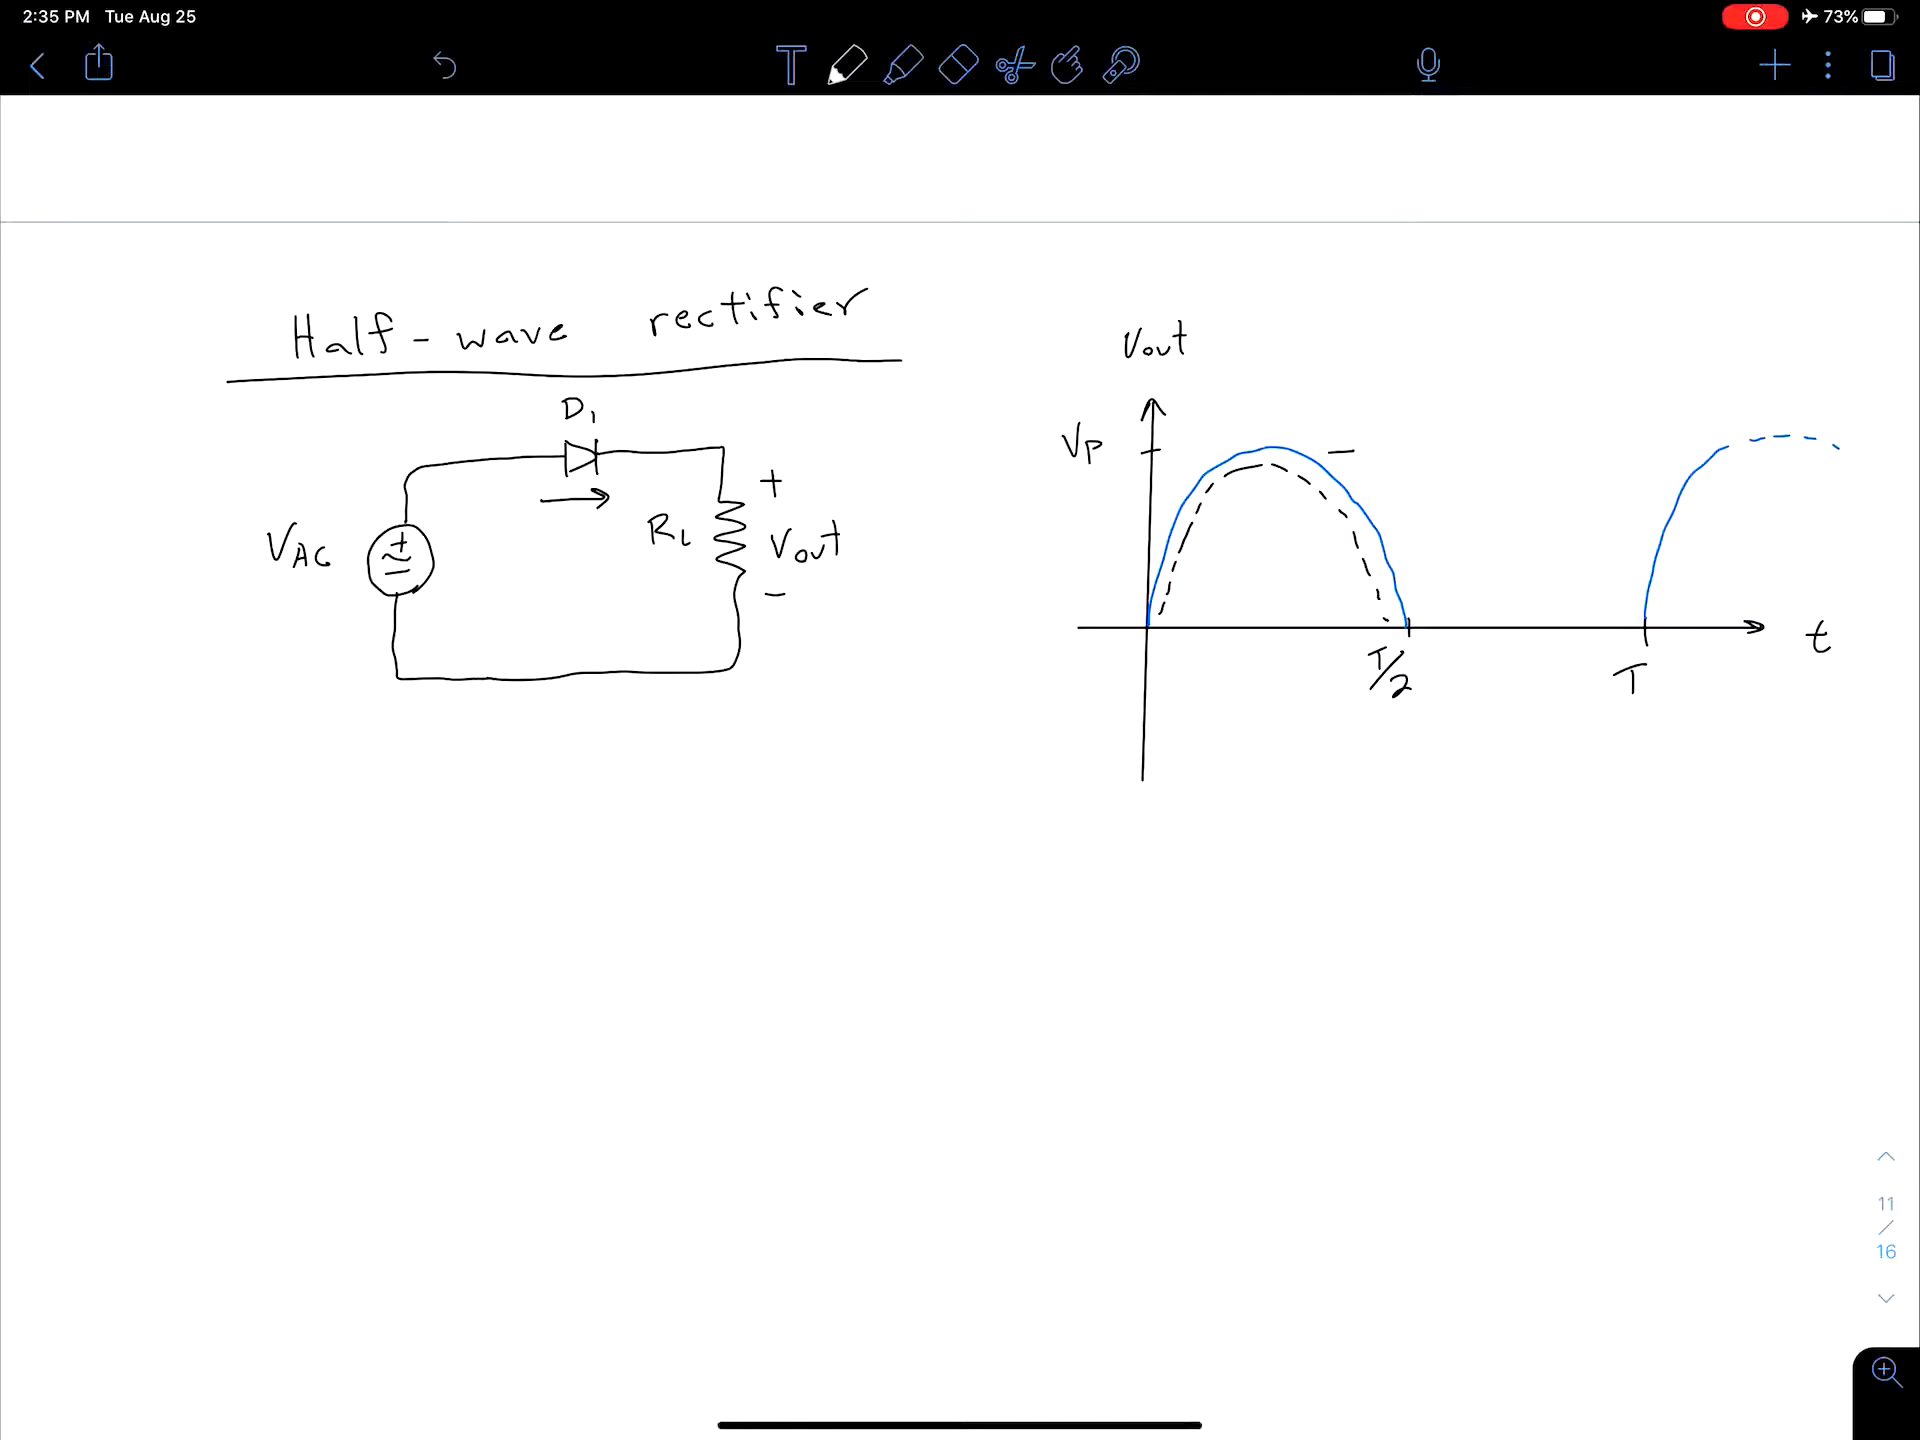 2:35 PM Tue Aug 25
73%
Half-wave rectifier
D1
VAC
RL
+
Vout
-
Vout
VP
t
T/2
T
11
/
16